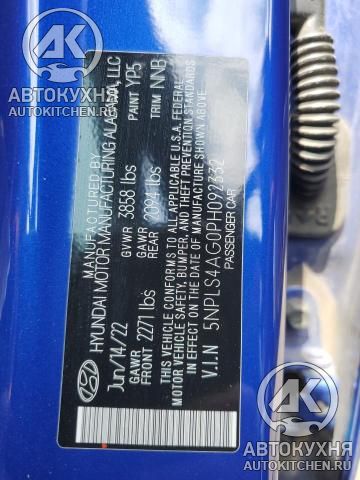 MANUFACTURED BY
HYUNDAI MOTOR MANUFACTURING ALABAMA, LLC
Jun/14/22
GVWR 3858 lbs
PAINT YP5
TRIM NNB
GAWR FRONT 2271 lbs
GAWR REAR 2094 lbs
THIS VEHICLE CONFORMS TO ALL APPLICABLE U.S.A. FEDERAL
MOTOR VEHICLE SAFETY, BUMPER, AND THEFT PREVENTION STANDARDS
IN EFFECT ON THE DATE OF MANUFACTURE SHOWN ABOVE.
V.I.N 5NPLS4AG0PH092332
PASSENGER CAR
АВТОКУХНЯ
AUTOKITCHEN.RU
АВТОКУХНЯ
AUTOKITCHEN.RU
АВТОКУХНЯ
AUTOKITCHEN.RU